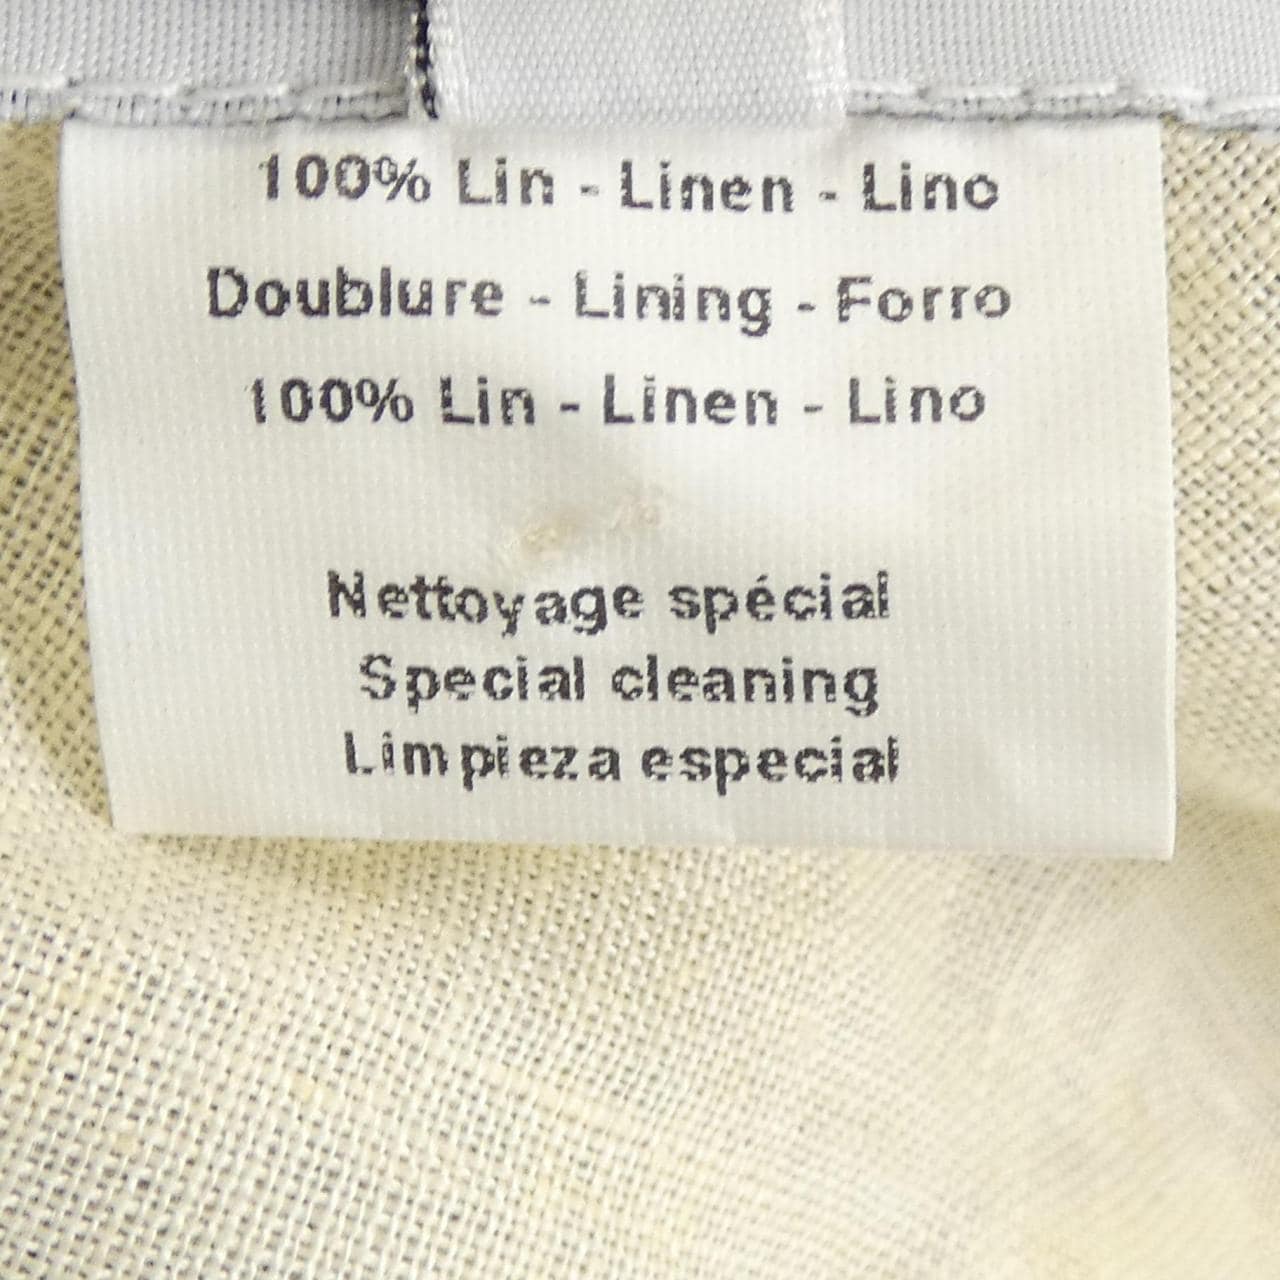 100% Lin - Linen - Lino
Doublure - Lining - Forro
100% Lin - Linen - Lino
Nettoyage spécial
Special cleaning
Limpieza especial